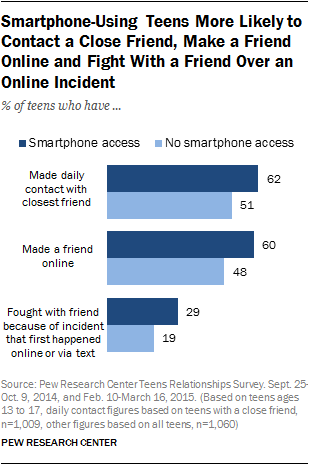 Smartphone-Using Teens More Likely to
Contact a Close Friend, Make a Friend
Online and Fight With a Friend Over an
Online Incident
% of teens who have ...
Smartphone access
No smartphone access
Made daily
contact with
closest friend
62
51
Made a friend
online
60
48
Fought with friend
because of incident
that first happened
online or via text
29
19
Source: Pew Research Center Teens Relationships Survey. Sept. 25-
Oct. 9, 2014, and Feb. 10-March 16, 2015. (Based on teens ages
13 to 17, daily contact figures based on teens with a close friend,
n=1,009, other figures based on all teens, n=1,060)
PEW RESEARCH CENTER